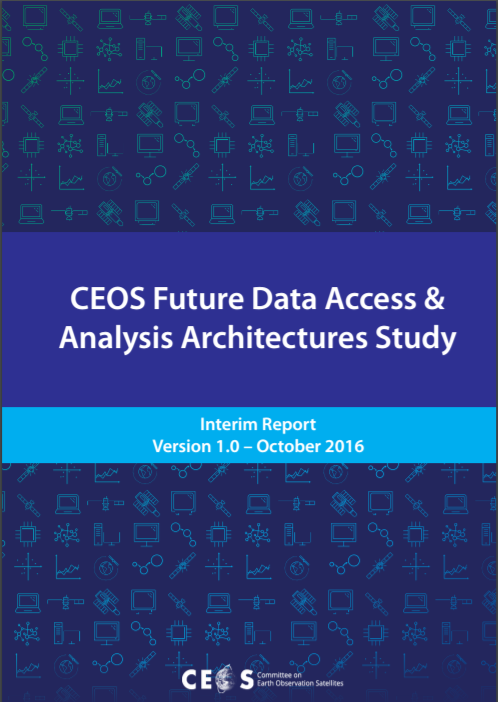 CEOS Future Data Access &
Analysis Architectures Study
Interim Report
Version 1.0 – October 2016
CEOS
Committee on
Earth Observation Satellites